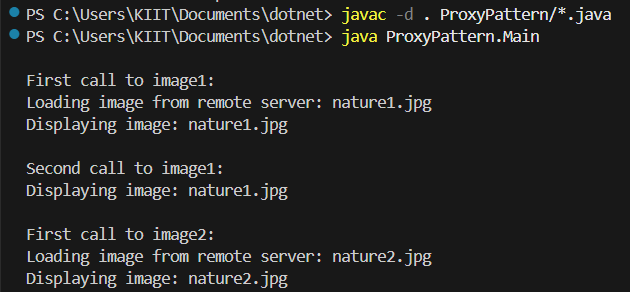 PS C:\Users\KIIT\Documents\dotnet> javac -d . ProxyPattern/*.java
PS C:\Users\KIIT\Documents\dotnet> java ProxyPattern.Main
First call to image1:
Loading image from remote server: nature1.jpg
Displaying image: nature1.jpg
Second call to image1:
Displaying image: nature1.jpg
First call to image2:
Loading image from remote server: nature2.jpg
Displaying image: nature2.jpg